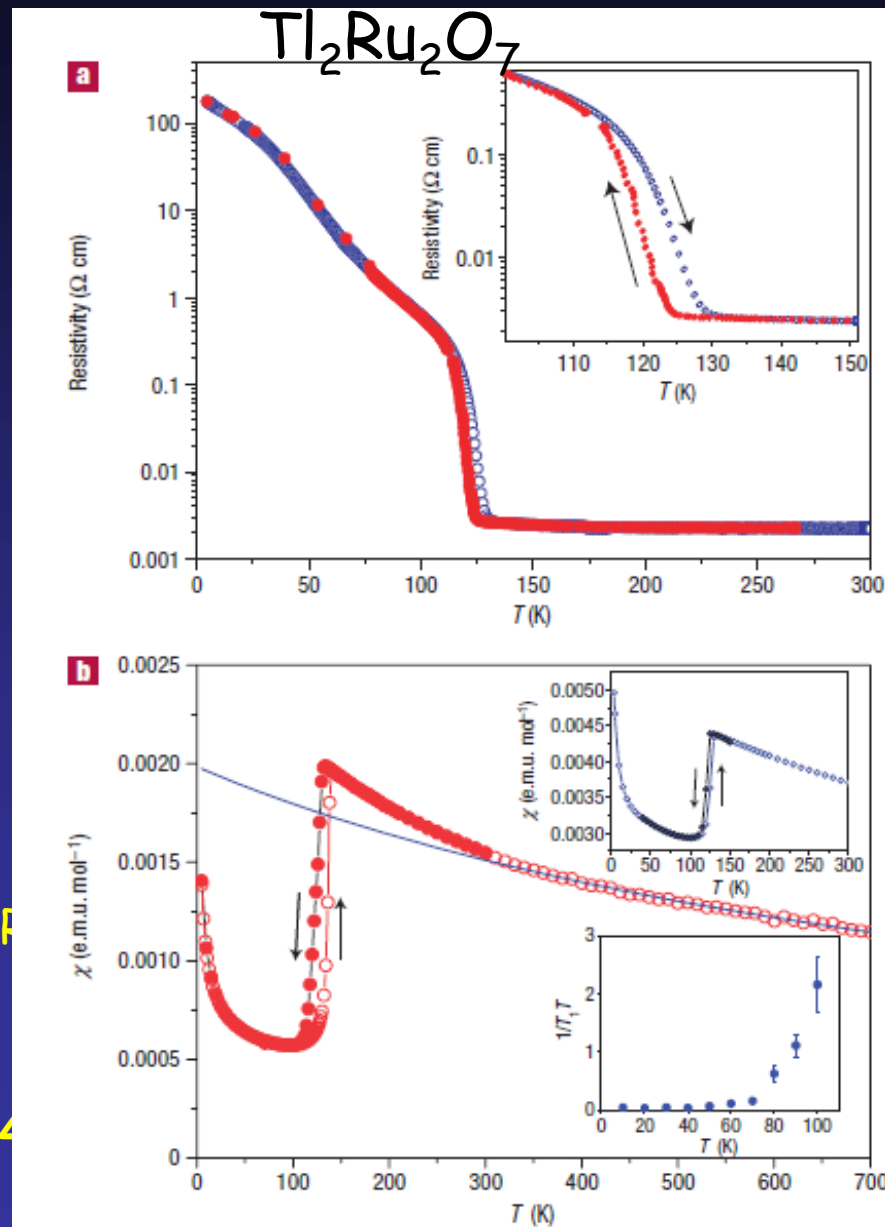 Tl₂Ru₂O₇
a
Resistivity (Ω cm)
100
10
1
0.1
0.01
0.001
0 50 100 150 200 250 300
T (K)
Resistivity (Ω cm)
0.1
0.01
110 120 130 140 150
T (K)
b
χ (e.m.u. mol⁻¹)
0.0025
0.0020
0.0015
0.0010
0.0005
0
0 100 200 300 400 500 600 700
T (K)
χ (e.m.u. mol⁻¹)
0.0050
0.0045
0.0040
0.0035
0.0030
0 50 100 150 200 250 300
T (K)
1/T₁T
3
2
1
0
0 20 40 60 80 100
T (K)